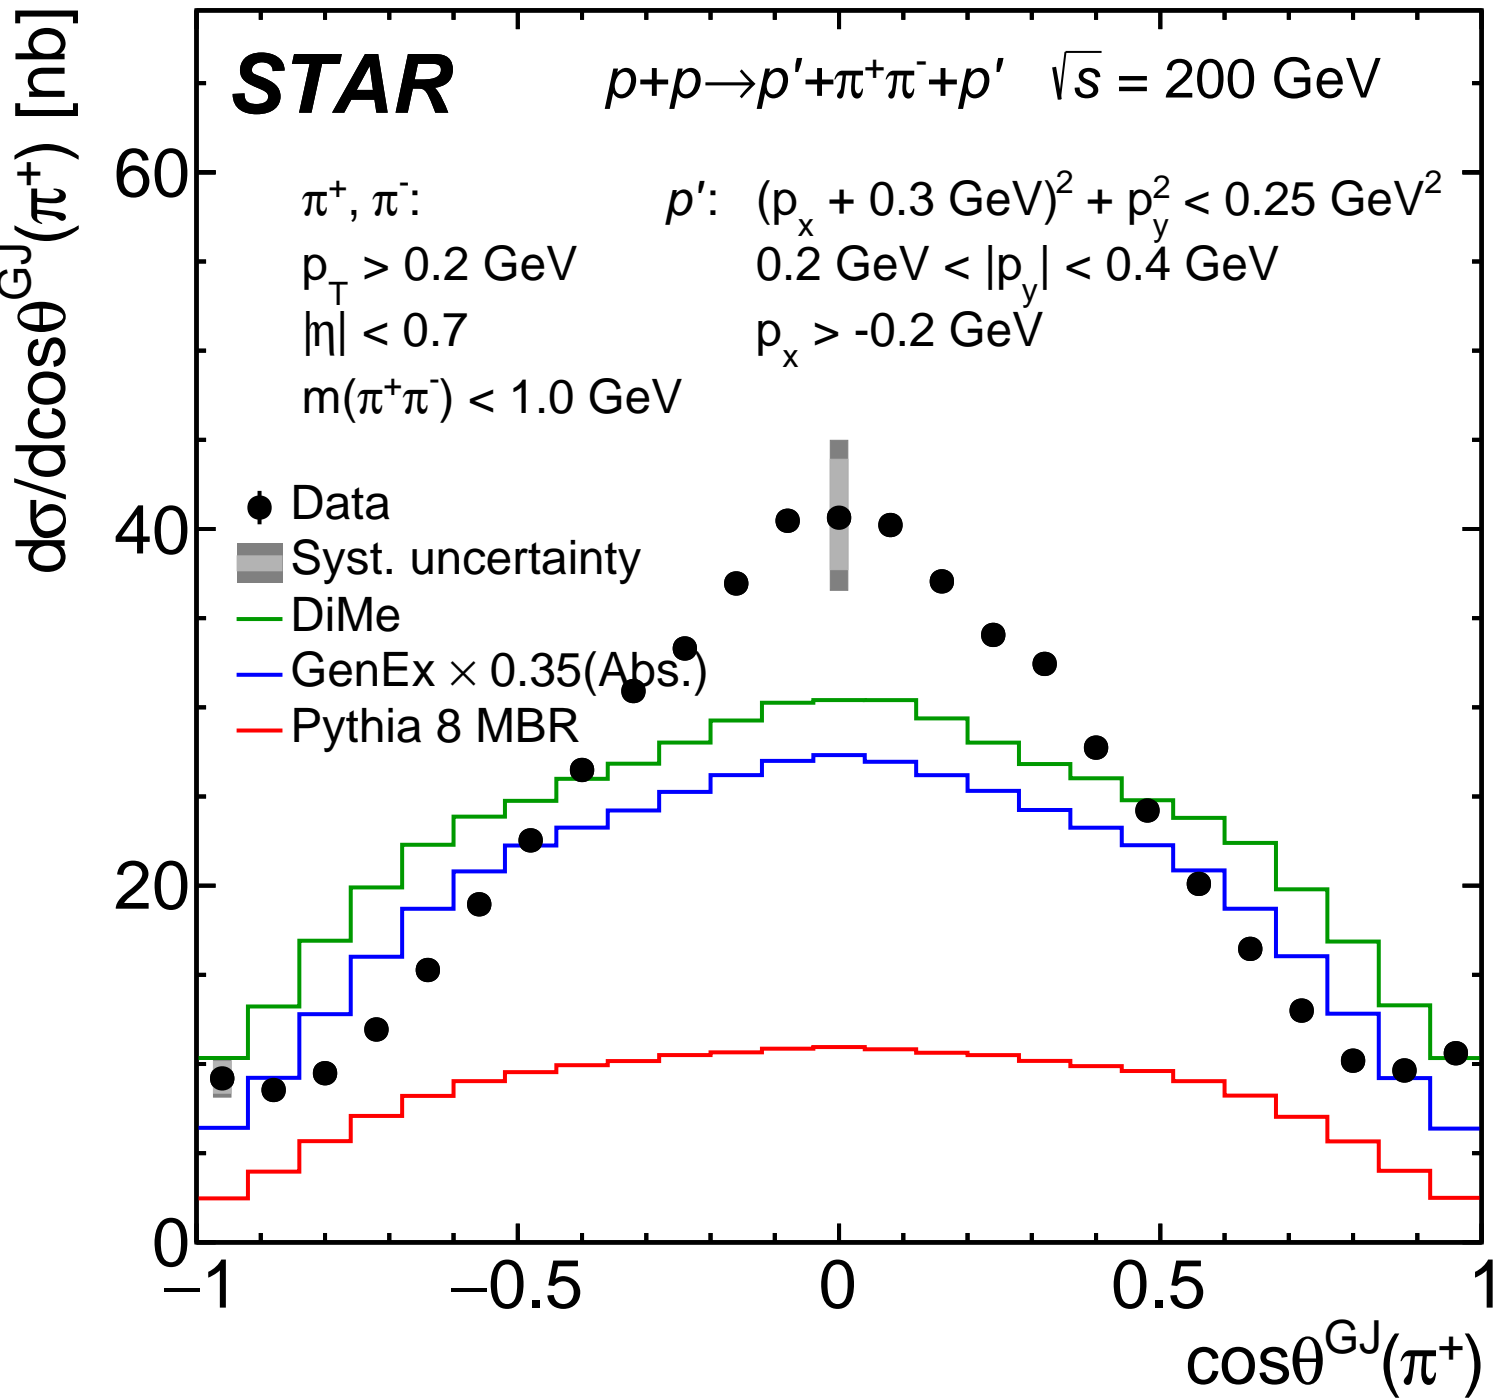 dσ/dcosθ^GJ(π⁺) [nb]
STAR p+p→p′+π⁺π⁻+p′ √s = 200 GeV
60
π⁺, π⁻: p′: (p_x + 0.3 GeV)² + p_y² < 0.25 GeV²
p_T > 0.2 GeV 0.2 GeV < |p_y| < 0.4 GeV
|η| < 0.7 p_x > -0.2 GeV
m(π⁺π⁻) < 1.0 GeV
Data
40
Syst. uncertainty
DiMe
GenEx × 0.35(Abs.)
Pythia 8 MBR
20
0
−1 −0.5 0 0.5 1
cosθ^GJ(π⁺)